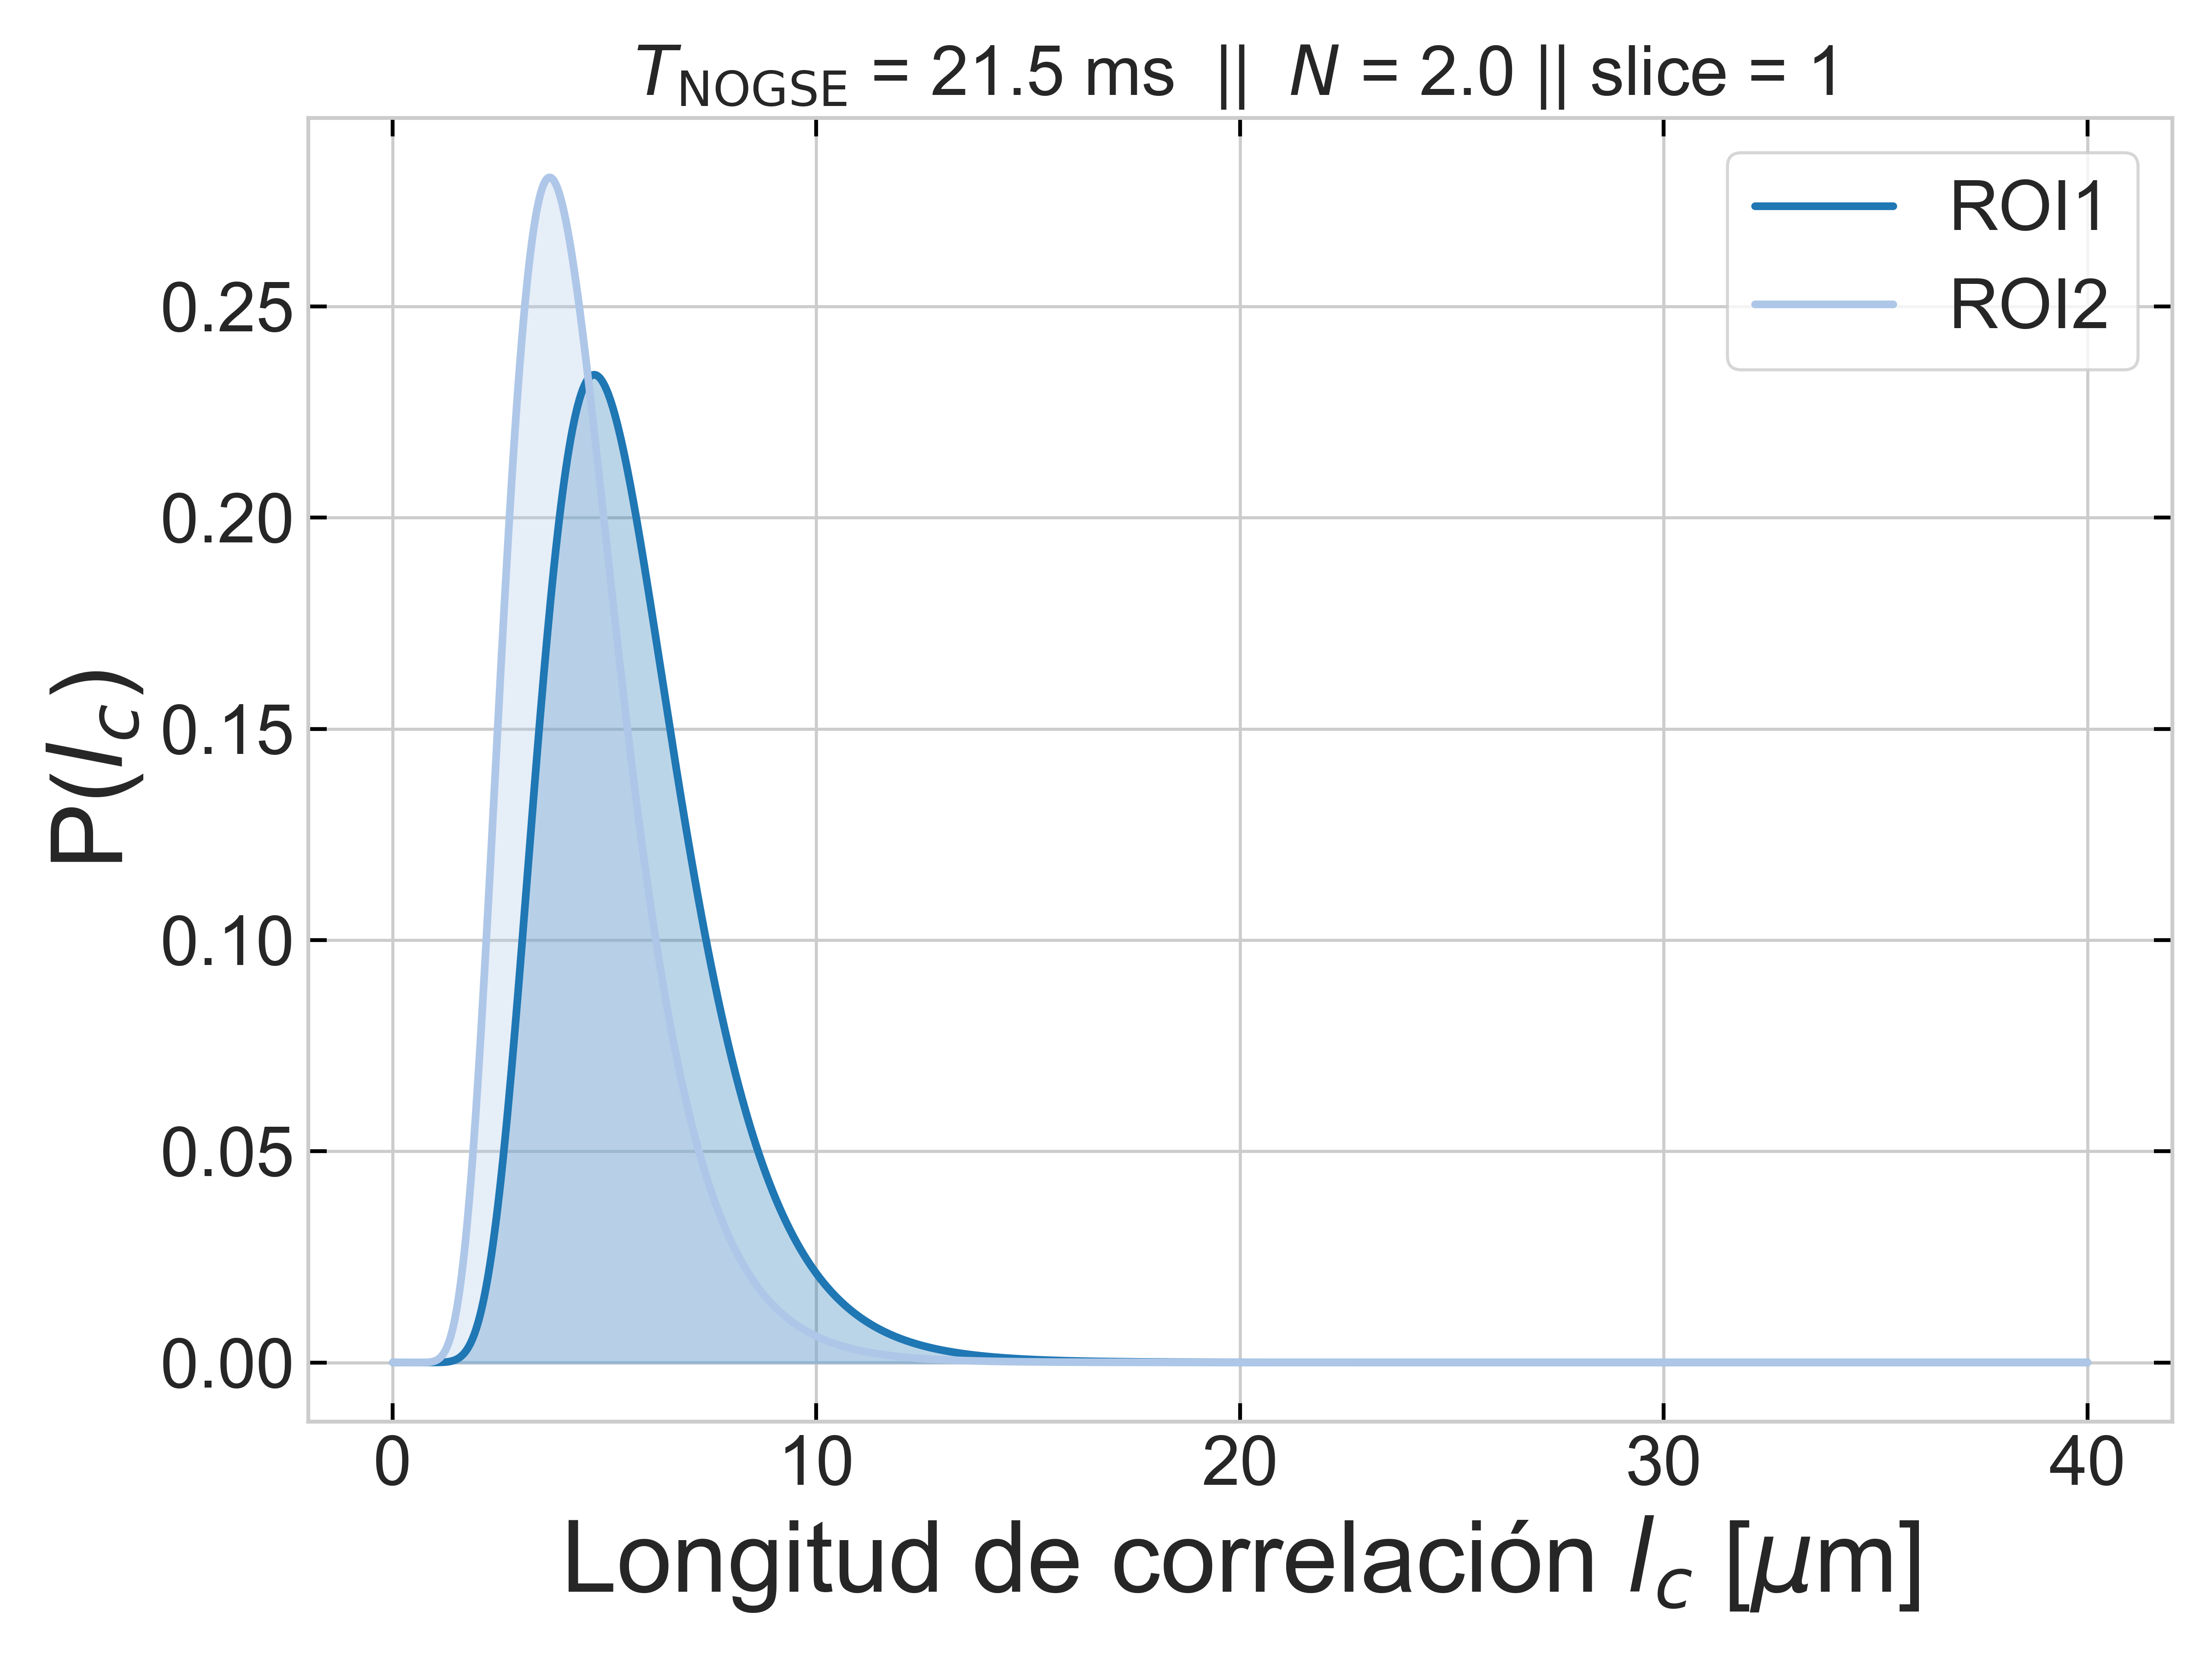 T_NOGSE = 21.5 ms || N = 2.0 || slice = 1
ROI1
ROI2
P(l_c)
0.25
0.20
0.15
0.10
0.05
0.00
0 10 20 30 40
Longitud de correlación l_c [μm]